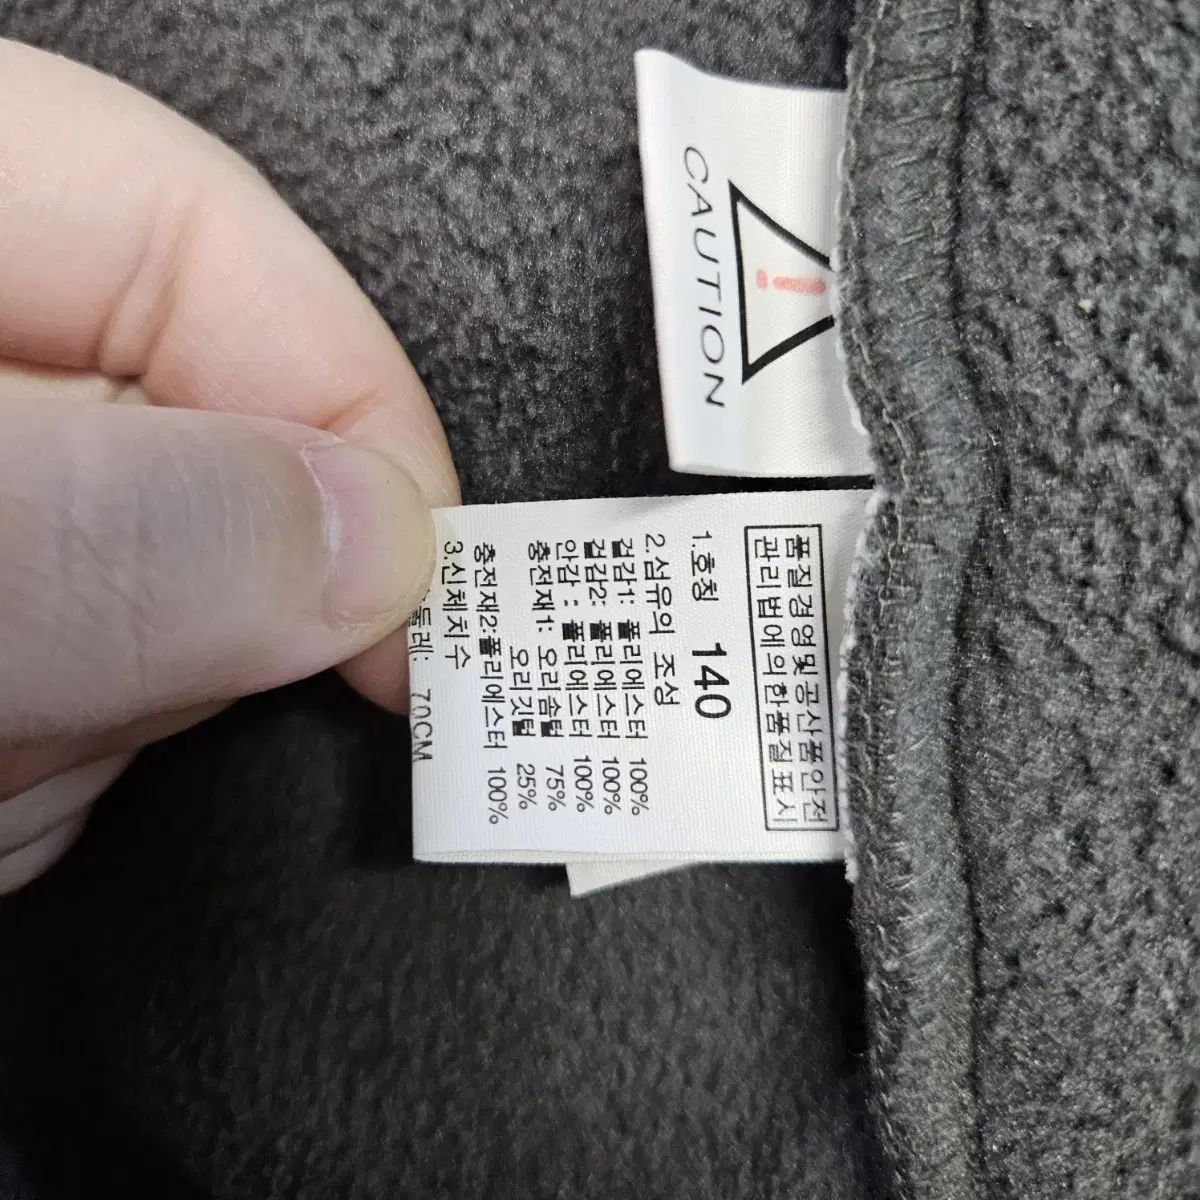 CAUTION
품질경영및공산품안전
관리법에의한품질표시
1.호칭 140
2.섬유의 조성
겉감1: 폴리에스터 100%
겉감2: 폴리에스터 100%
안감 : 폴리에스터 100%
충전재1: 오리솜털 75%
오리깃털 25%
충전재2:폴리에스터 100%
3.신체치수
둘레: 70CM